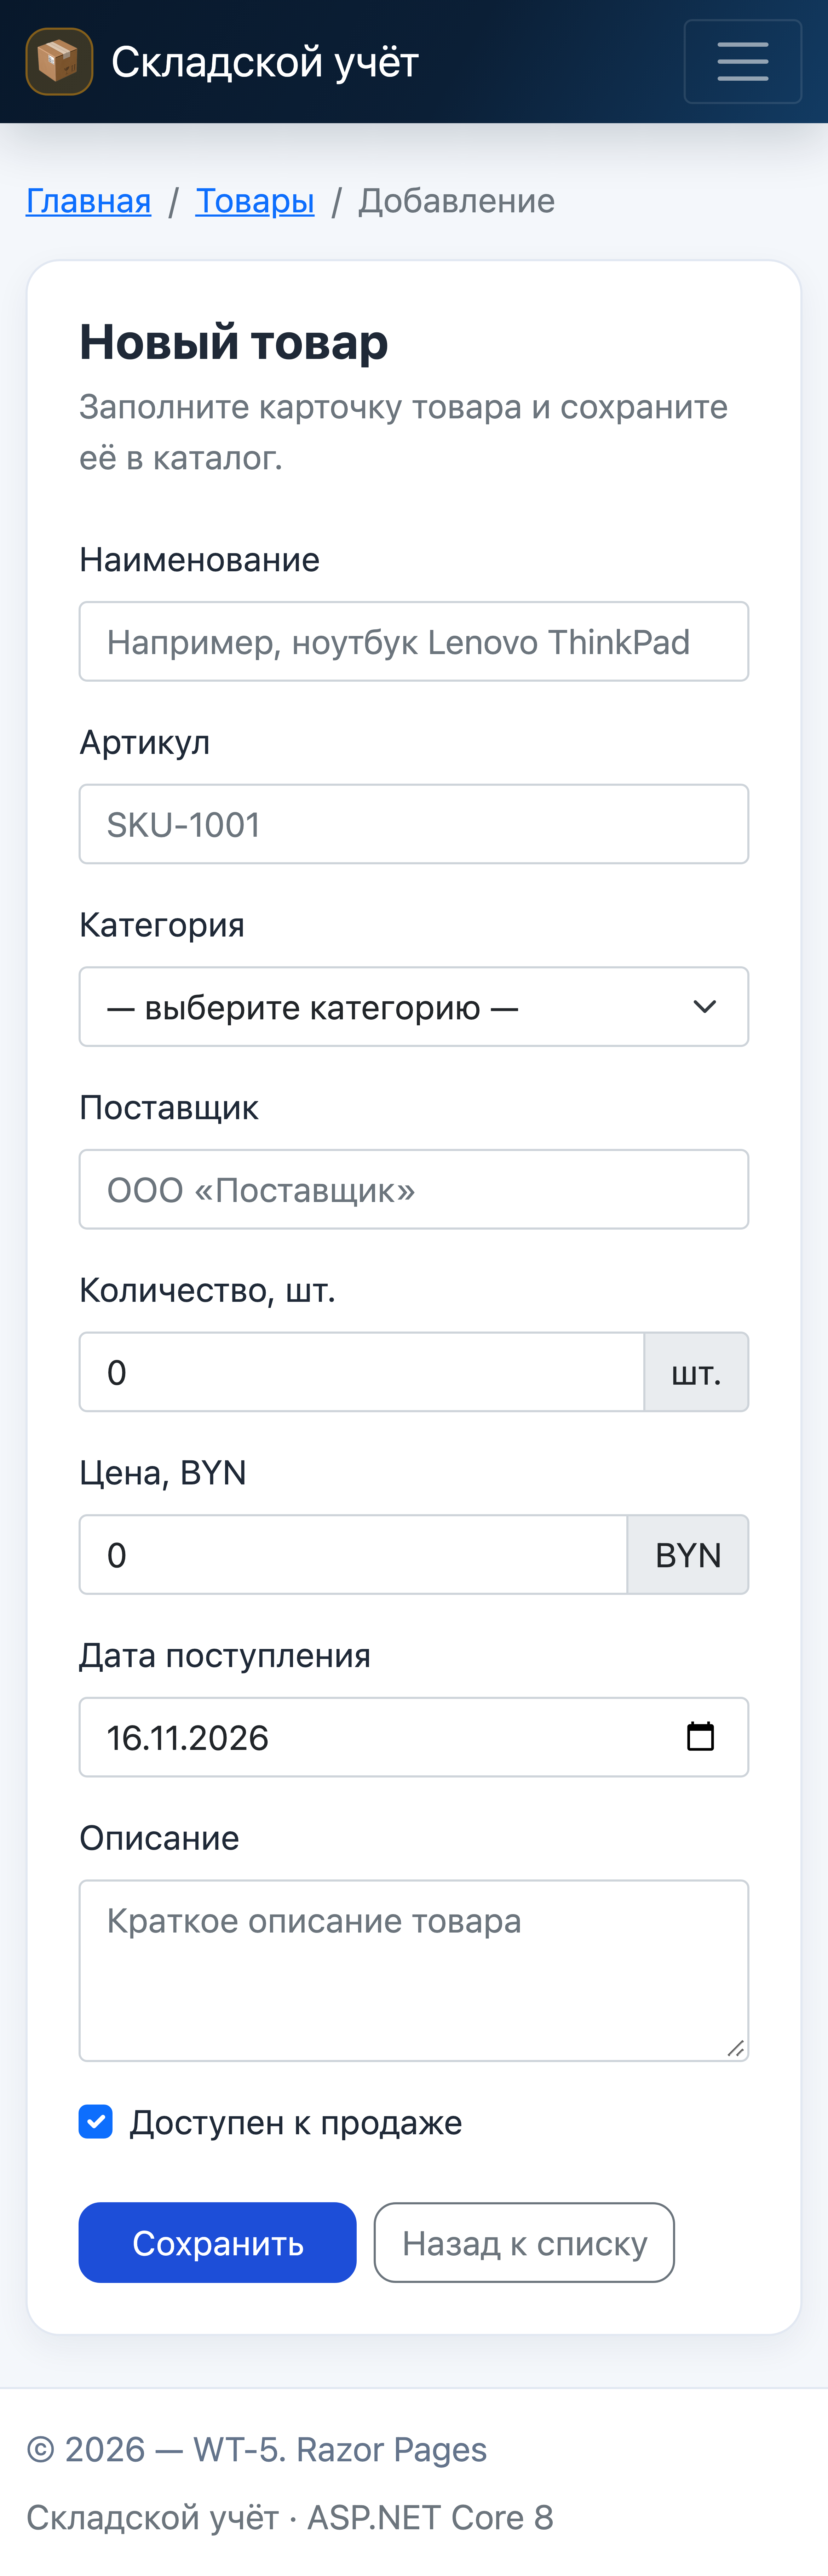 Складской учёт
Главная / Товары / Добавление
Новый товар
Заполните карточку товара и сохраните
её в каталог.
Наименование
Например, ноутбук Lenovo ThinkPad
Артикул
SKU-1001
Категория
— выберите категорию —
Поставщик
ООО «Поставщик»
Количество, шт.
0 шт.
Цена, BYN
0 BYN
Дата поступления
16.11.2026
Описание
Краткое описание товара
Доступен к продаже
Сохранить Назад к списку
© 2026 — WT-5. Razor Pages
Складской учёт · ASP.NET Core 8